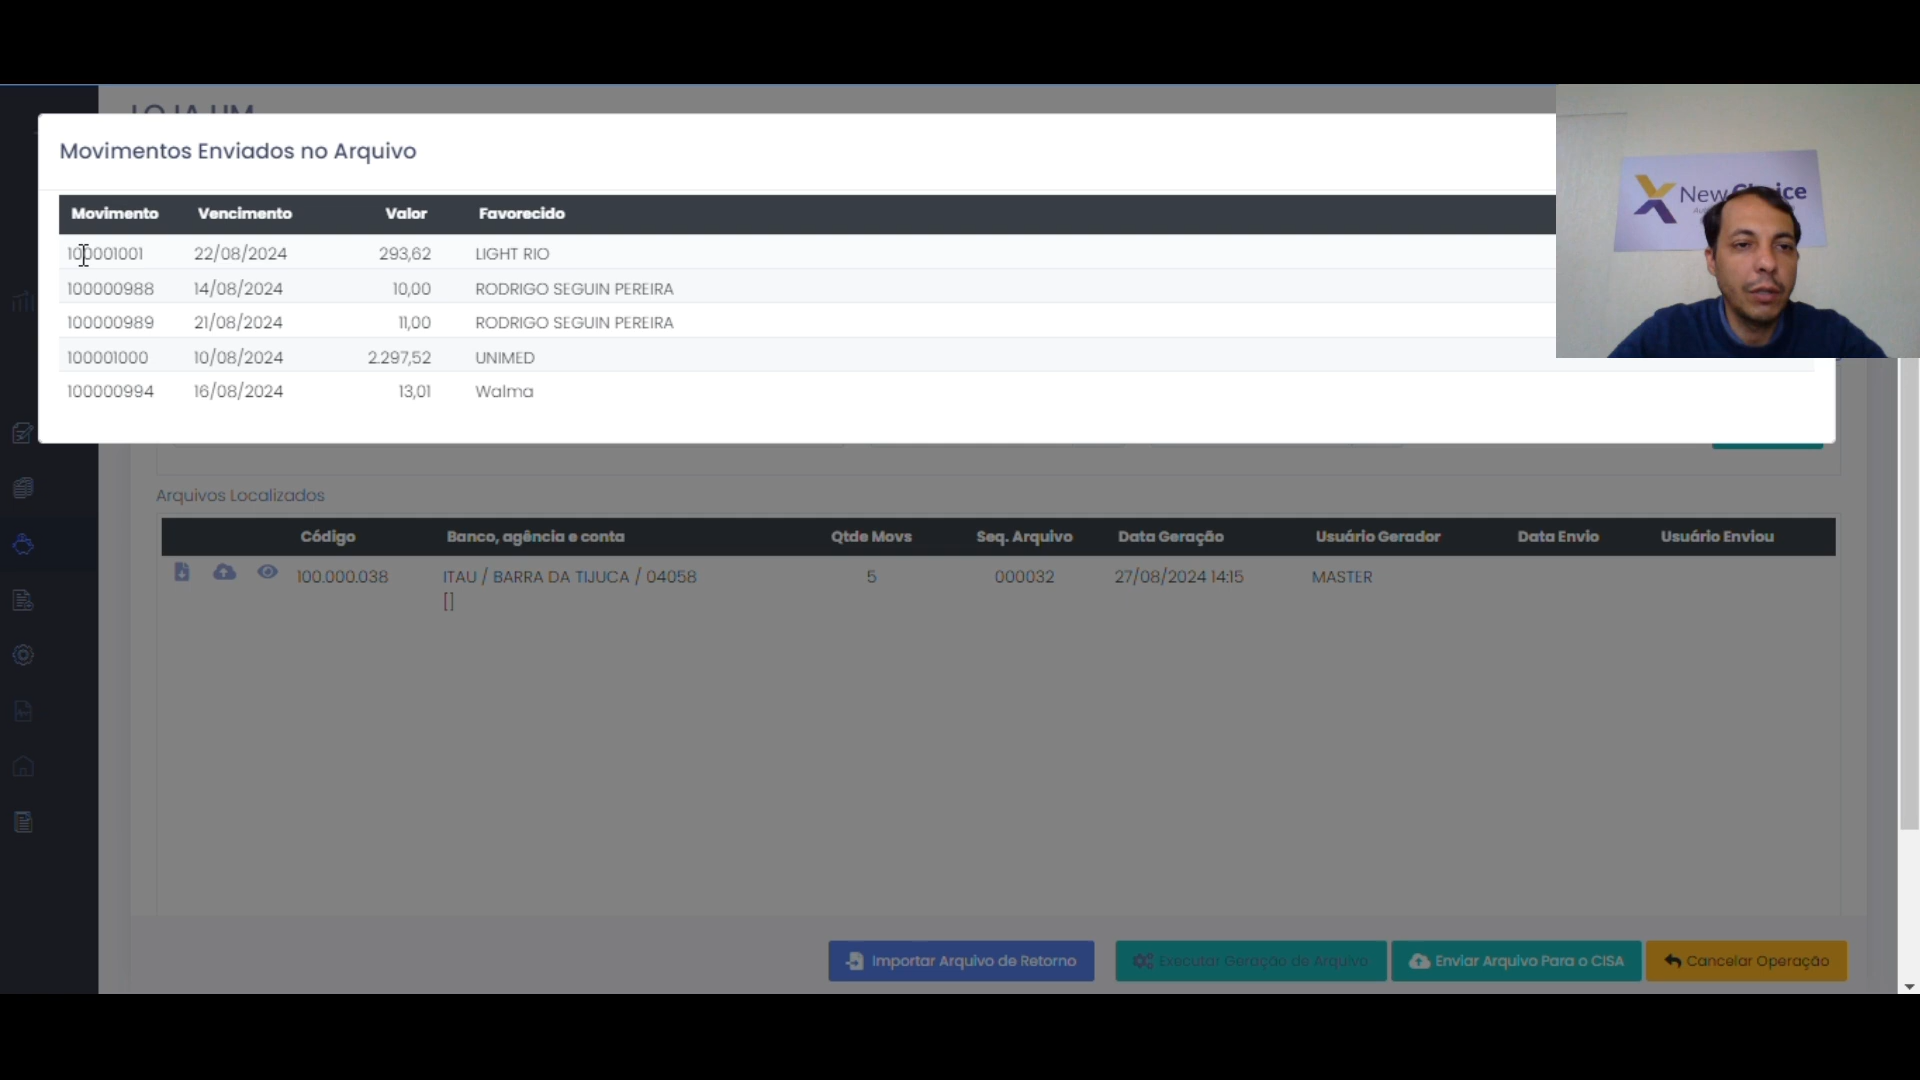 Movimentos Enviados no Arquivo
Movimento Vencimento Valor Favorecido
100001001 22/08/2024 293,62 LIGHT RIO
100000988 14/08/2024 10,00 RODRIGO SEGUIN PEREIRA
100000989 21/08/2024 11,00 RODRIGO SEGUIN PEREIRA
100001000 10/08/2024 2.297,52 UNIMED
100000994 16/08/2024 13,01 Walma
New
Arquivos Localizados
Código Banco, agência e conta Qtde Movs Seq. Arquivo Data Geração Usuário Gerador Data Envio Usuário Enviou
100.000.038 ITAU / BARRA DA TIJUCA / 04058 5 000032 27/08/2024 14:15 MASTER
[]
Importar Arquivo de Retorno Executar Geração de Arquivo Enviar Arquivo Para o CISA Cancelar Operação